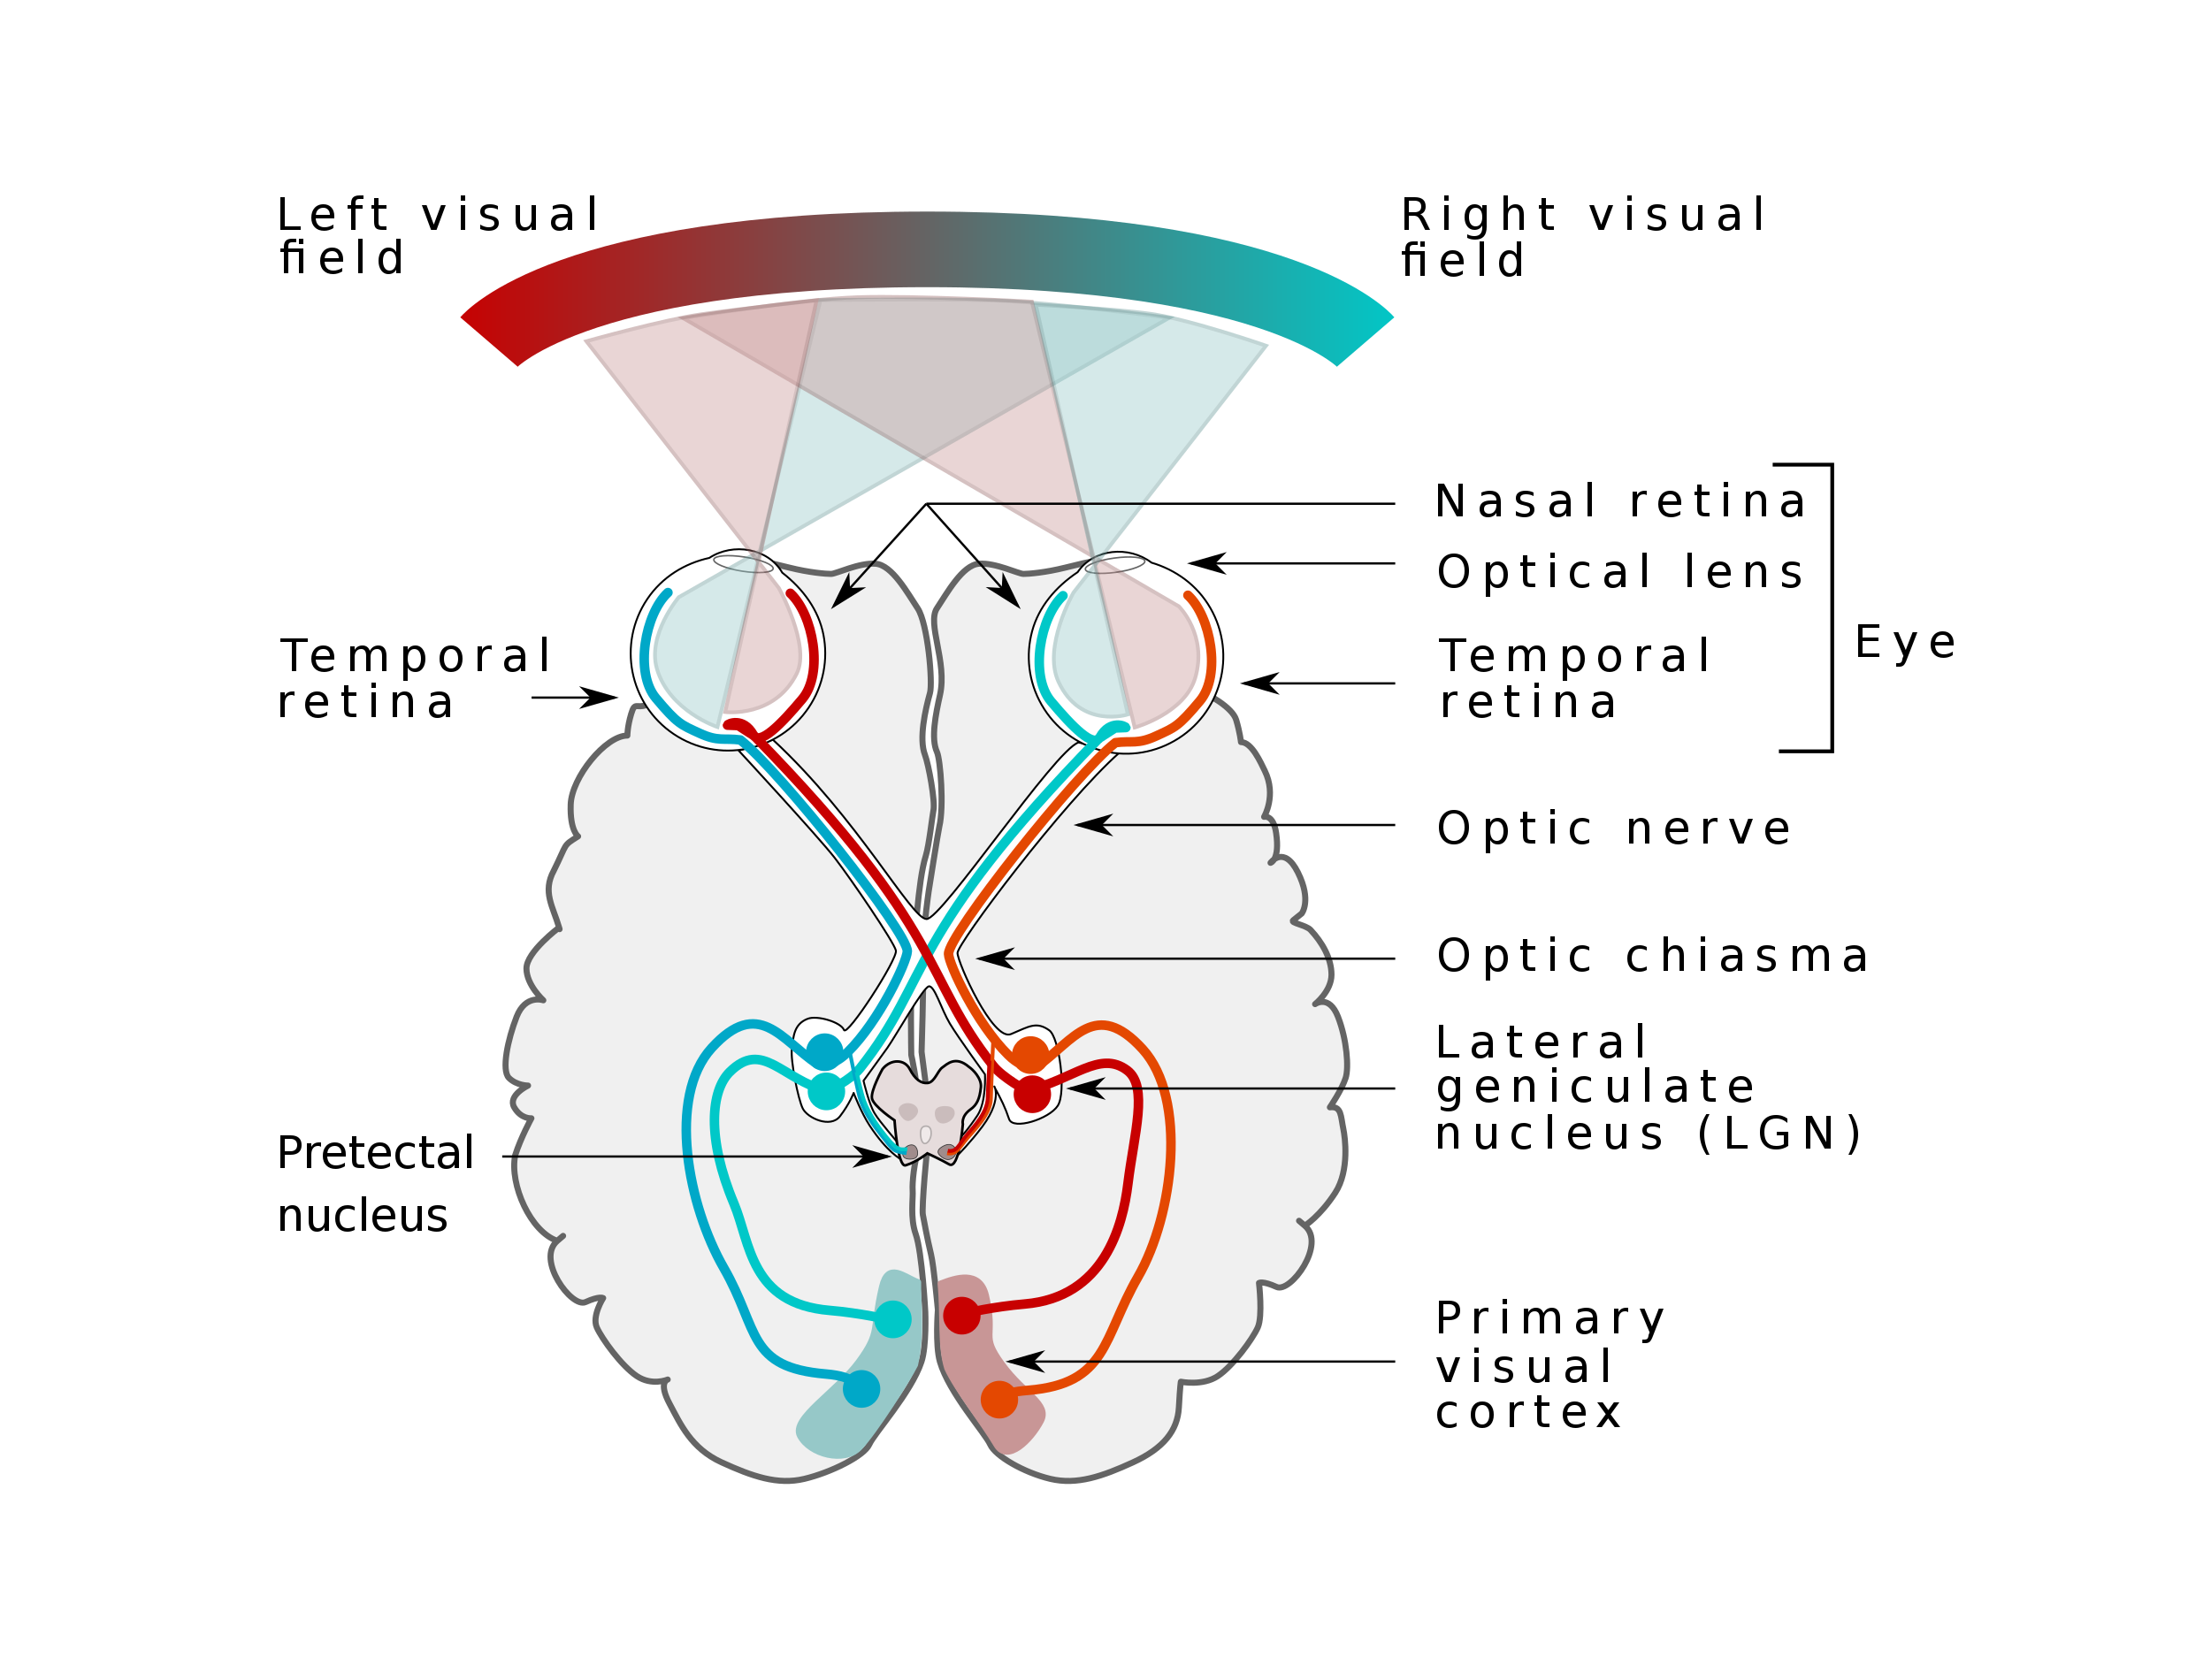 Left visual
field
Right visual
field
Nasal retina
Optical lens
Temporal
retina
Eye
Temporal
retina
Optic nerve
Optic chiasma
Lateral
geniculate
nucleus (LGN)
Pretectal
nucleus
Primary
visual
cortex